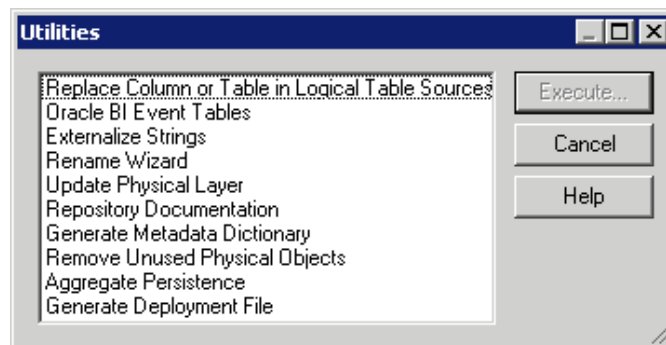 Utilities
Replace Column or Table in Logical Table Sources
Oracle BI Event Tables
Externalize Strings
Rename Wizard
Update Physical Layer
Repository Documentation
Generate Metadata Dictionary
Remove Unused Physical Objects
Aggregate Persistence
Generate Deployment File
Execute...
Cancel
Help